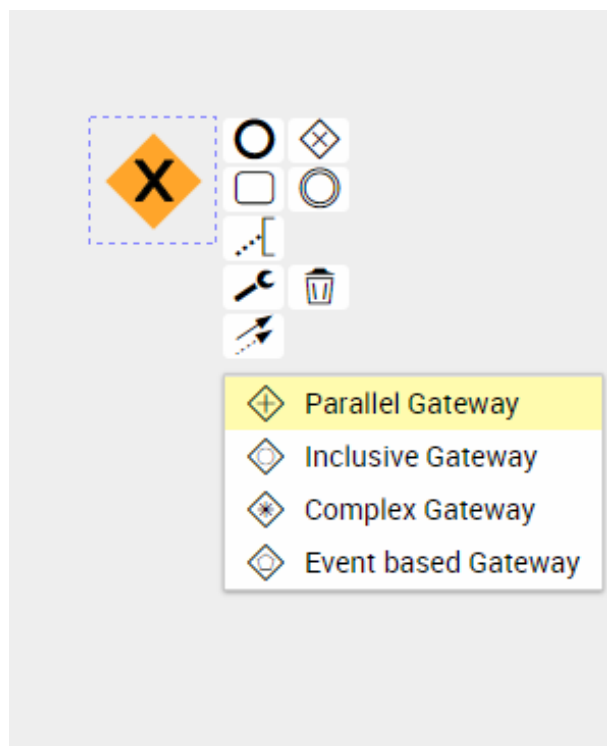 X
Parallel Gateway
Inclusive Gateway
Complex Gateway
Event based Gateway